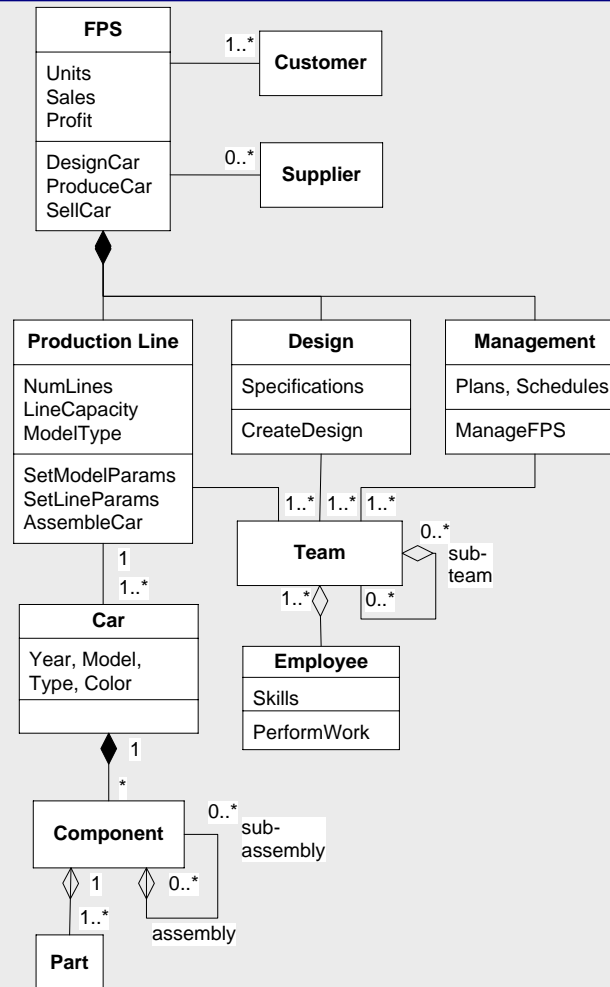 FPS
1..*
Customer
Units
Sales
Profit
0..*
DesignCar
ProduceCar
SellCar
Supplier
Production Line
Design
Management
NumLines
LineCapacity
ModelType
Specifications
Plans, Schedules
CreateDesign
ManageFPS
SetModelParams
SetLineParams
AssembleCar
1..*
1..*
1..*
Team
0..*
sub-
team
1
1..*
1..*
0..*
Car
Year, Model,
Type, Color
Employee
Skills
PerformWork
1
*
0..*
sub-
assembly
Component
1
0..*
1..*
assembly
Part